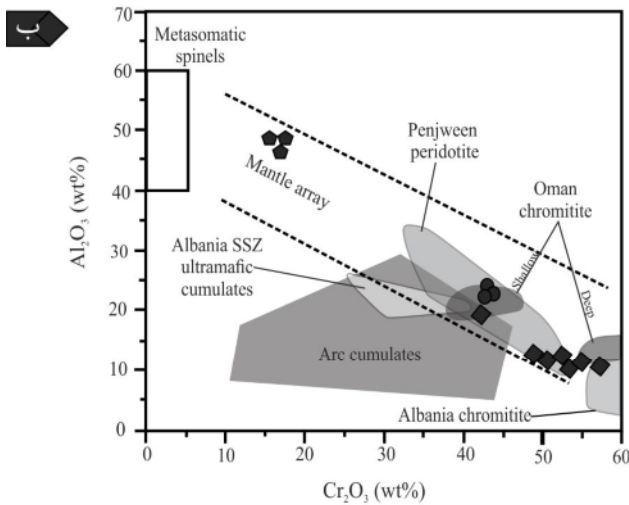 ب
Al₂O₃ (wt%)
70
60
50
40
30
20
10
0
Metasomatic
spinels
Mantle array
Penjween
peridotite
Oman
chromitite
Shallow
Deep
Albania SSZ
ultramafic
cumulates
Arc cumulates
Albania chromitite
0
10
20
30
40
50
60
Cr₂O₃ (wt%)